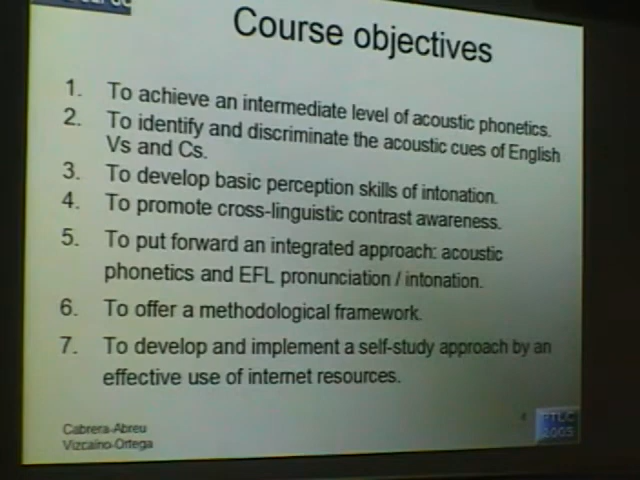 Course objectives
1. To achieve an intermediate level of acoustic phonetics.
2. To identify and discriminate the acoustic cues of English
Vs and Cs.
3. To develop basic perception skills of intonation.
4. To promote cross-linguistic contrast awareness.
5. To put forward an integrated approach: acoustic
phonetics and EFL pronunciation / intonation.
6. To offer a methodological framework.
7. To develop and implement a self-study approach by an
effective use of internet resources.
Cabrera-Abreu
Vizcaíno-Ortega
4
PTLC
2005